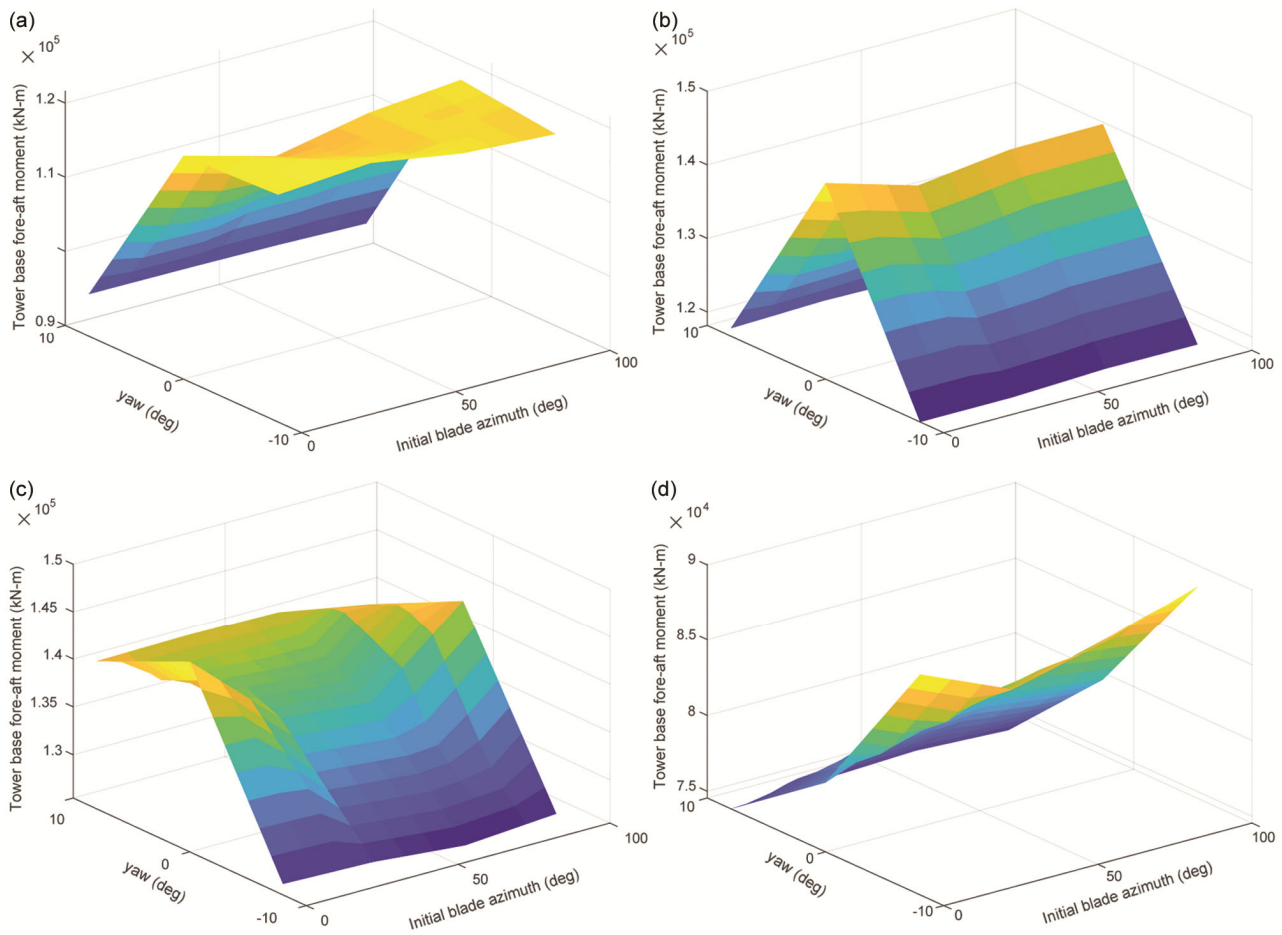 (a)
× 10⁵
Tower base fore-aft moment (kN-m)
1.2
1.1
0.9
10
0
-10
yaw (deg)
0
50
100
Initial blade azimuth (deg)
(b)
× 10⁵
Tower base fore-aft moment (kN-m)
1.5
1.4
1.3
1.2
10
0
-10
yaw (deg)
0
50
100
Initial blade azimuth (deg)
(c)
× 10⁵
Tower base fore-aft moment (kN-m)
1.5
1.45
1.4
1.35
1.3
10
0
-10
yaw (deg)
0
50
100
Initial blade azimuth (deg)
(d)
× 10⁴
Tower base fore-aft moment (kN-m)
9
8.5
8
7.5
10
0
-10
yaw (deg)
0
50
100
Initial blade azimuth (deg)